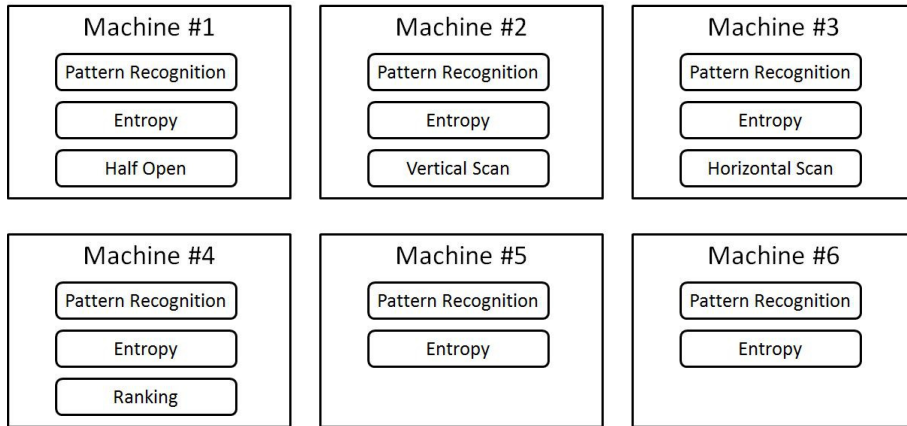 Machine #1
Pattern Recognition
Entropy
Half Open
Machine #2
Pattern Recognition
Entropy
Vertical Scan
Machine #3
Pattern Recognition
Entropy
Horizontal Scan
Machine #4
Pattern Recognition
Entropy
Ranking
Machine #5
Pattern Recognition
Entropy
Machine #6
Pattern Recognition
Entropy